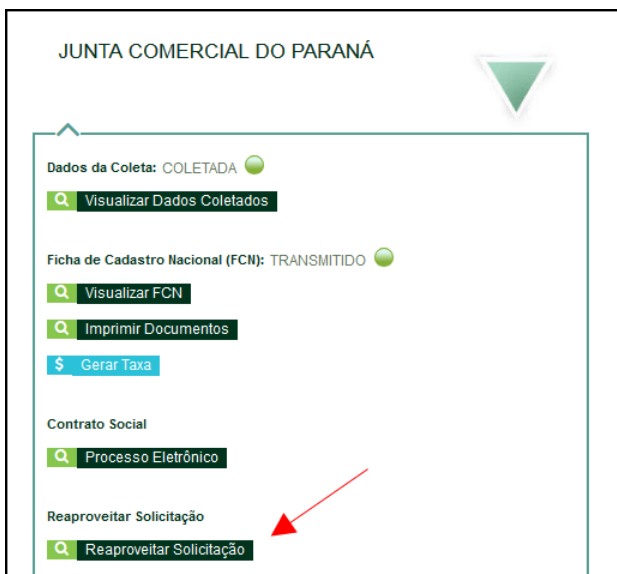 JUNTA COMERCIAL DO PARANÁ
Dados da Coleta: COLETADA
Visualizar Dados Coletados
Ficha de Cadastro Nacional (FCN): TRANSMITIDO
Visualizar FCN
Imprimir Documentos
$ Gerar Taxa
Contrato Social
Processo Eletrônico
Reaproveitar Solicitação
Reaproveitar Solicitação